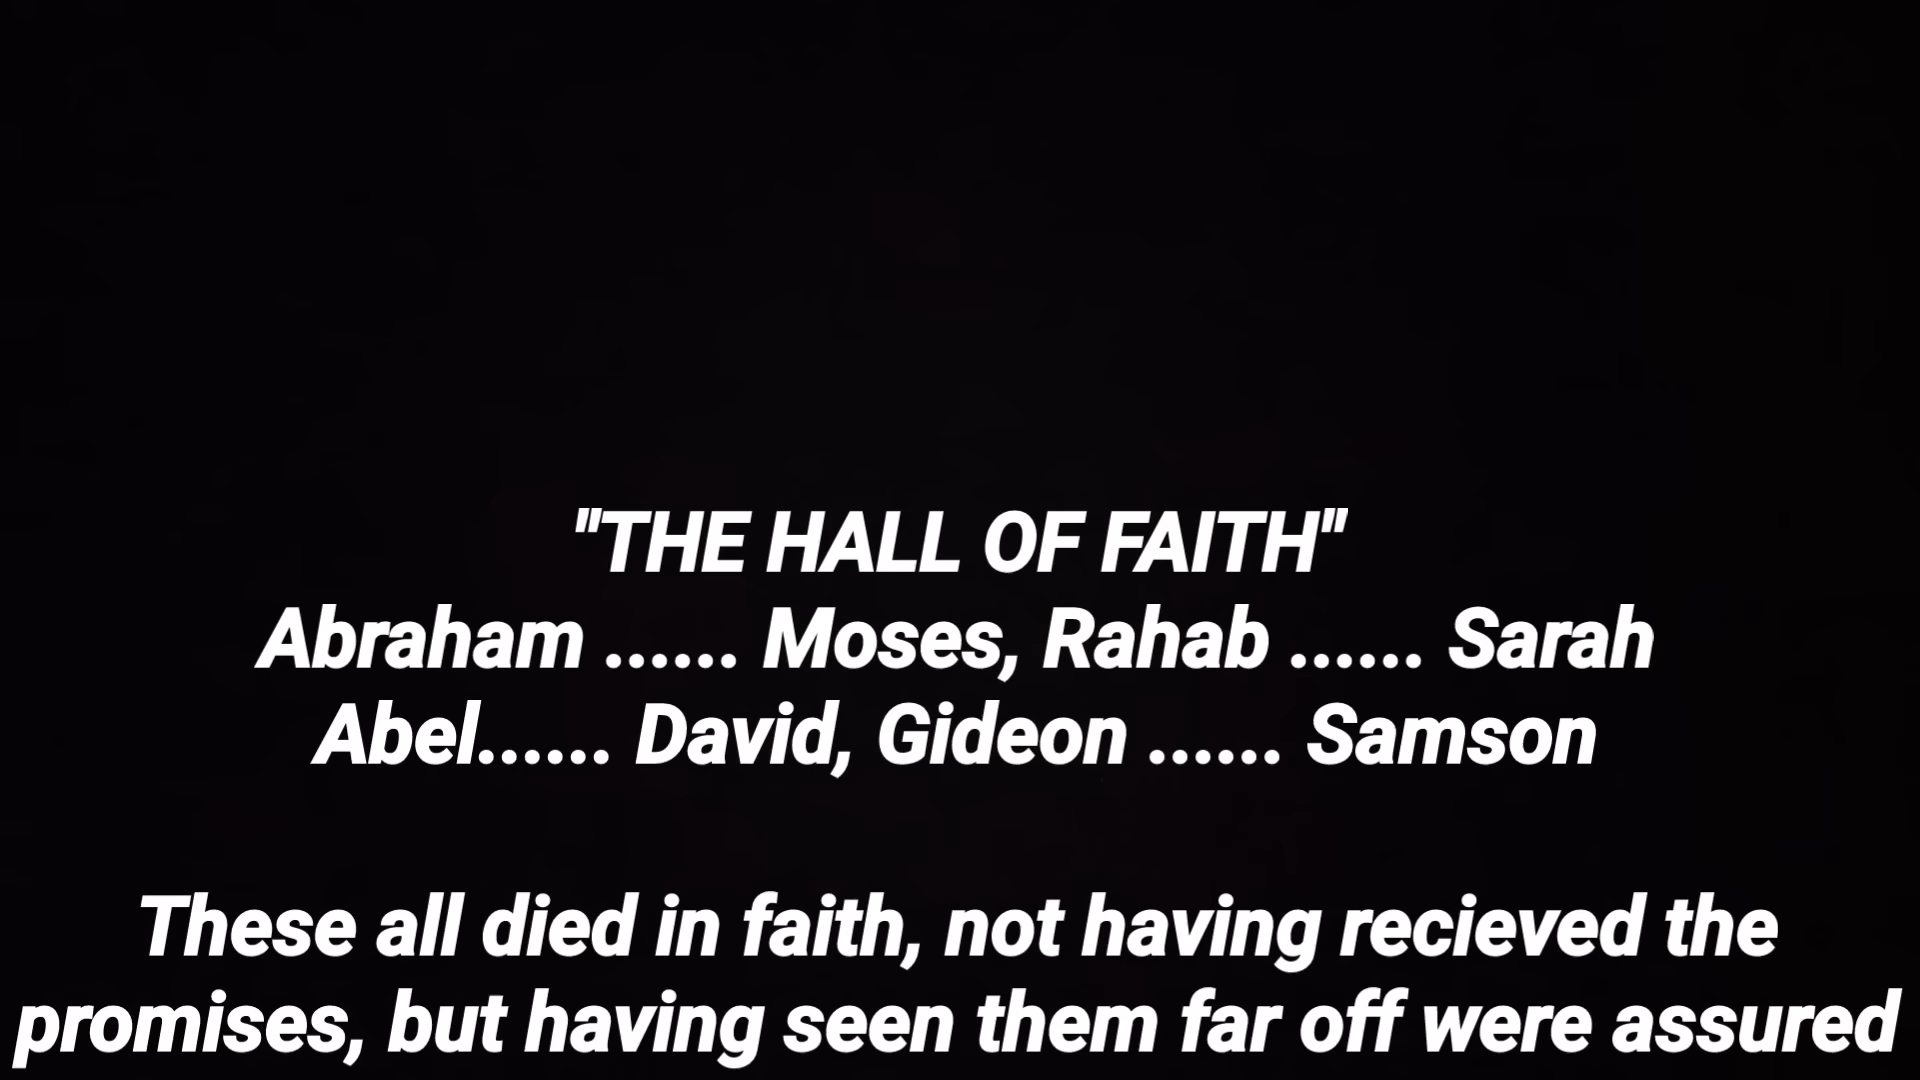 "THE HALL OF FAITH"
Abraham ...... Moses, Rahab ...... Sarah
Abel...... David, Gideon ...... Samson
These all died in faith, not having recieved the
promises, but having seen them far off were assured